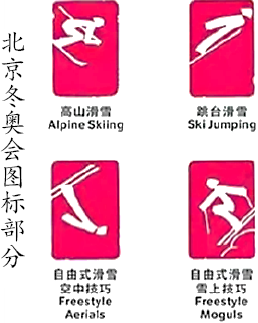 北京冬奥会图标部分
高山滑雪
Alpine Skiing
跳台滑雪
Ski Jumping
自由式滑雪
空中技巧
Freestyle
Aerials
自由式滑雪
雪上技巧
Freestyle
Moguls